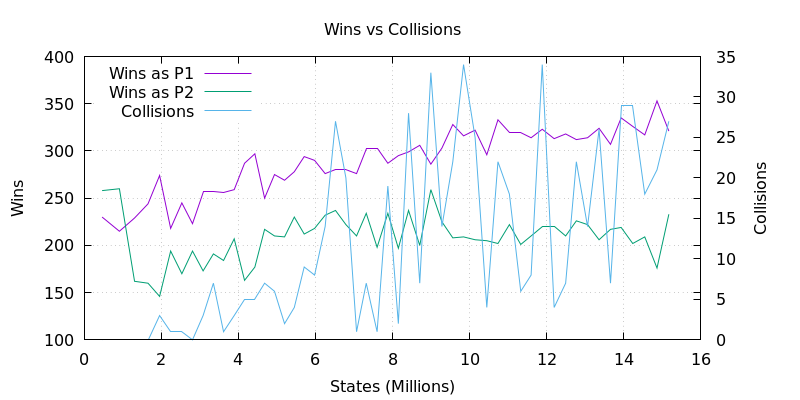 Wins vs Collisions
400
350
300
250
200
150
100
Wins
Wins as P1
Wins as P2
Collisions
35
30
25
20
15
10
5
0
Collisions
0 2 4 6 8 10 12 14 16
States (Millions)